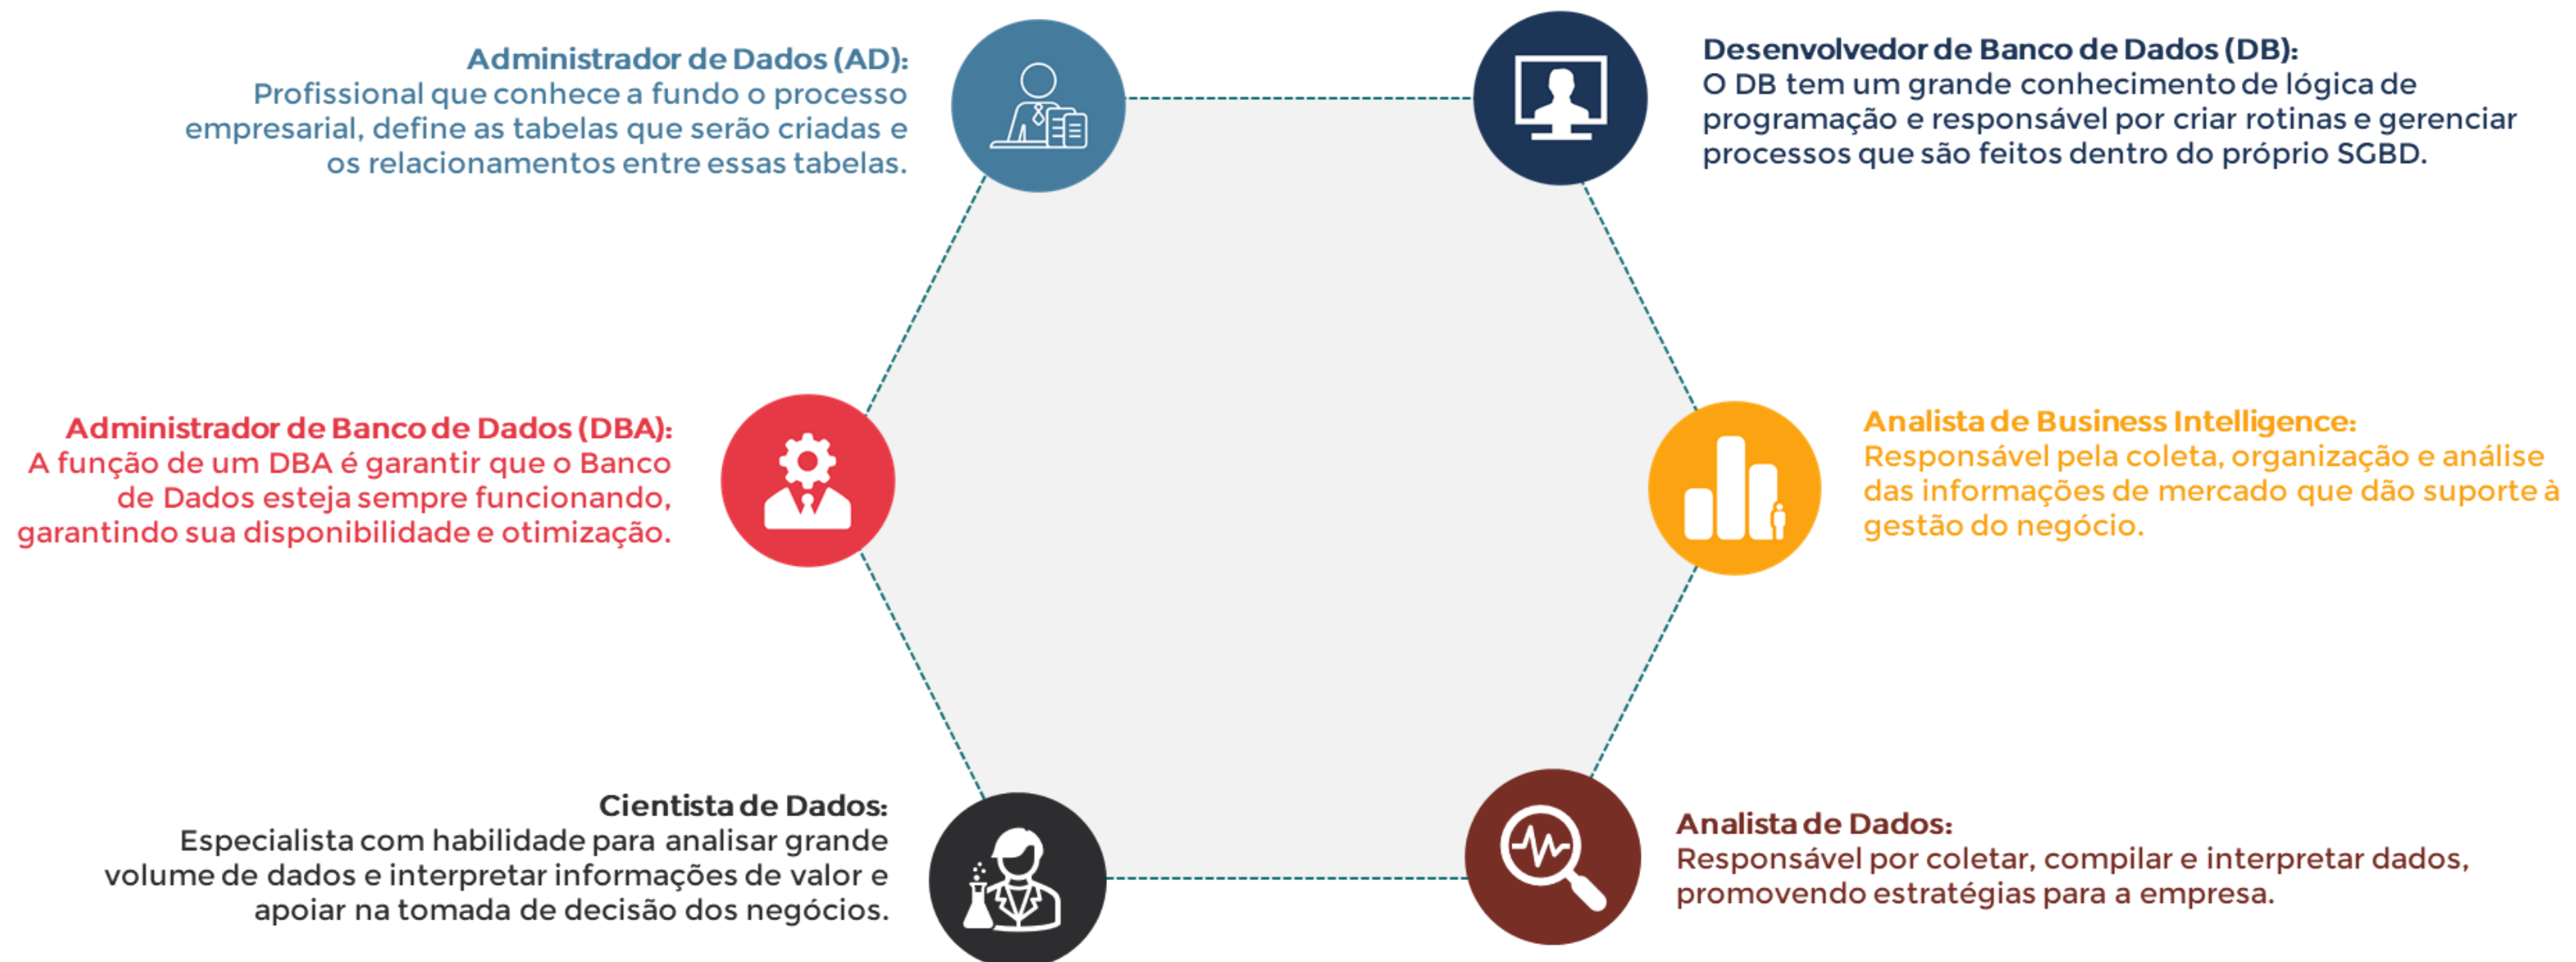 Administrador de Dados (AD):
Profissional que conhece a fundo o processo
empresarial, define as tabelas que serão criadas e
os relacionamentos entre essas tabelas.
Desenvolvedor de Banco de Dados (DB):
O DB tem um grande conhecimento de lógica de
programação e responsável por criar rotinas e gerenciar
processos que são feitos dentro do próprio SGBD.
Administrador de Banco de Dados (DBA):
A função de um DBA é garantir que o Banco
de Dados esteja sempre funcionando,
garantindo sua disponibilidade e otimização.
Analista de Business Intelligence:
Responsável pela coleta, organização e análise
das informações de mercado que dão suporte à
gestão do negócio.
Cientista de Dados:
Especialista com habilidade para analisar grande
volume de dados e interpretar informações de valor e
apoiar na tomada de decisão dos negócios.
Analista de Dados:
Responsável por coletar, compilar e interpretar dados,
promovendo estratégias para a empresa.